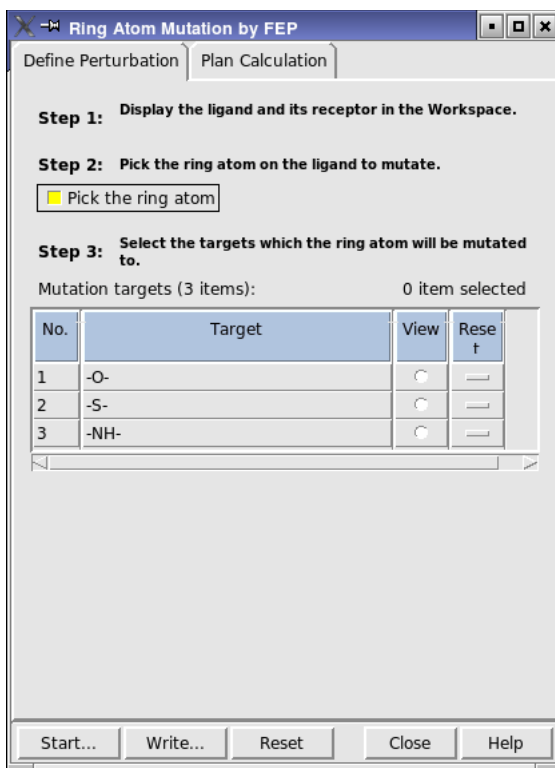 Ring Atom Mutation by FEP
Define Perturbation Plan Calculation
Step 1: Display the ligand and its receptor in the Workspace.
Step 2: Pick the ring atom on the ligand to mutate.
Pick the ring atom
Step 3: Select the targets which the ring atom will be mutated
to.
Mutation targets (3 items): 0 item selected
No. Target View Rese
t
1 -O-
2 -S-
3 -NH-
Start... Write... Reset Close Help